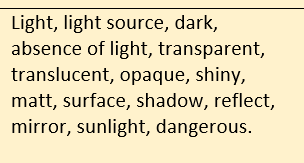 Light, light source, dark,
absence of light, transparent,
translucent, opaque, shiny,
matt, surface, shadow, reflect,
mirror, sunlight, dangerous.